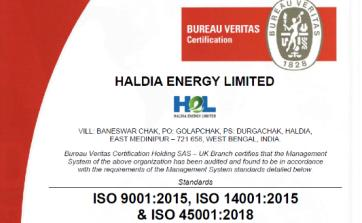 BUREAU VERITAS
Certification
BUREAU VERITAS
1828
HALDIA ENERGY LIMITED
HEL
HALDIA ENERGY LIMITED
VILL: BANESWAR CHAK, PO: GOLAPCHAK, PS: DURGACHAK, HALDIA,
EAST MEDINIPUR – 721 658, WEST BENGAL, INDIA.
Bureau Veritas Certification Holding SAS – UK Branch certifies that the Management
System of the above organization has been audited and found to be in accordance
with the requirements of the Management System standards detailed below
Standards
ISO 9001:2015, ISO 14001:2015
& ISO 45001:2018